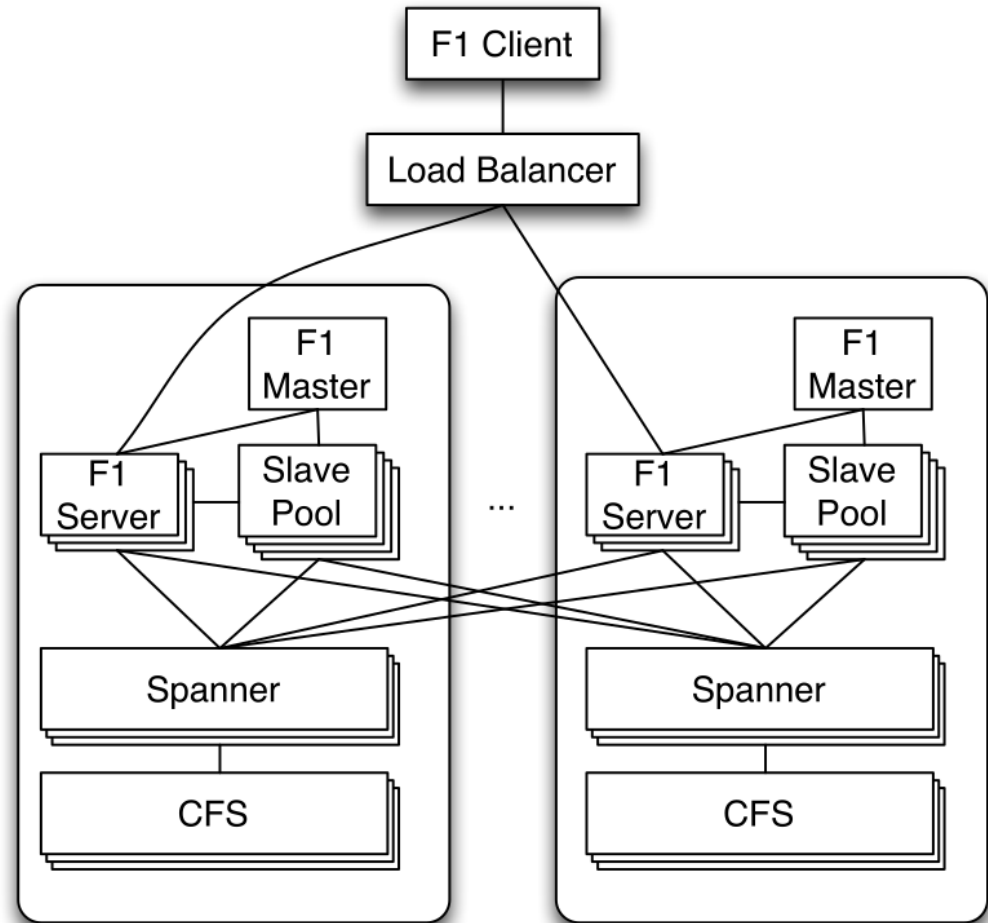 F1 Client
Load Balancer
F1
Master
F1
Server
Slave
Pool
Spanner
CFS
...
F1
Master
F1
Server
Slave
Pool
Spanner
CFS